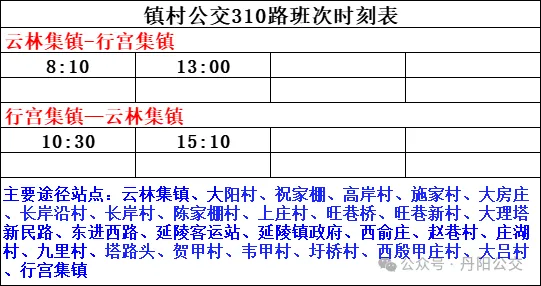 镇村公交310路班次时刻表
云林集镇-行宫集镇
8:10 13:00
行宫集镇—云林集镇
10:30 15:10
主要途径站点：云林集镇、大阳村、祝家棚、高岸村、施家村、大房庄
、长岸沿村、长岸村、陈家棚村、上庄村、旺巷桥、旺巷新村、大理塔
新民路、东进西路、延陵客运站、延陵镇政府、西俞庄、赵巷村、庄湖
村、九里村、塔路头、贺甲村、韦甲村、圩桥村、西殷甲庄村、大吕村
、行宫集镇
公众号·丹阳公交